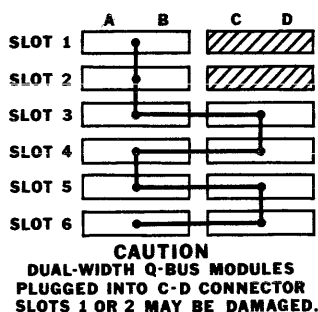 A B C D
SLOT 1
SLOT 2
SLOT 3
SLOT 4
SLOT 5
SLOT 6
CAUTION
DUAL-WIDTH Q-BUS MODULES
PLUGGED INTO C-D CONNECTOR
SLOTS 1 OR 2 MAY BE DAMAGED.